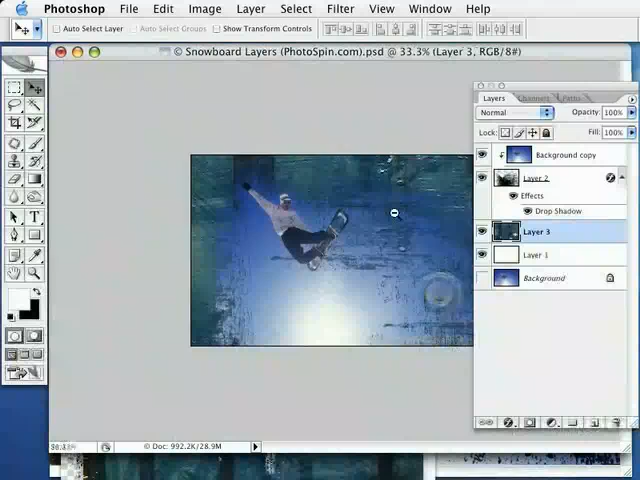 Photoshop File Edit Image Layer Select Filter View Window Help
Auto Select Layer Auto Select Groups Show Transform Controls
© Snowboard Layers (PhotoSpin.com).psd @ 33.3% (Layer 3, RGB/8#)
Layers Channels Paths
Normal Opacity: 100%
Lock: Fill: 100%
Background copy
Layer 2
Effects
Drop Shadow
Layer 3
Layer 1
Background
© Doc: 992.2K/28.9M